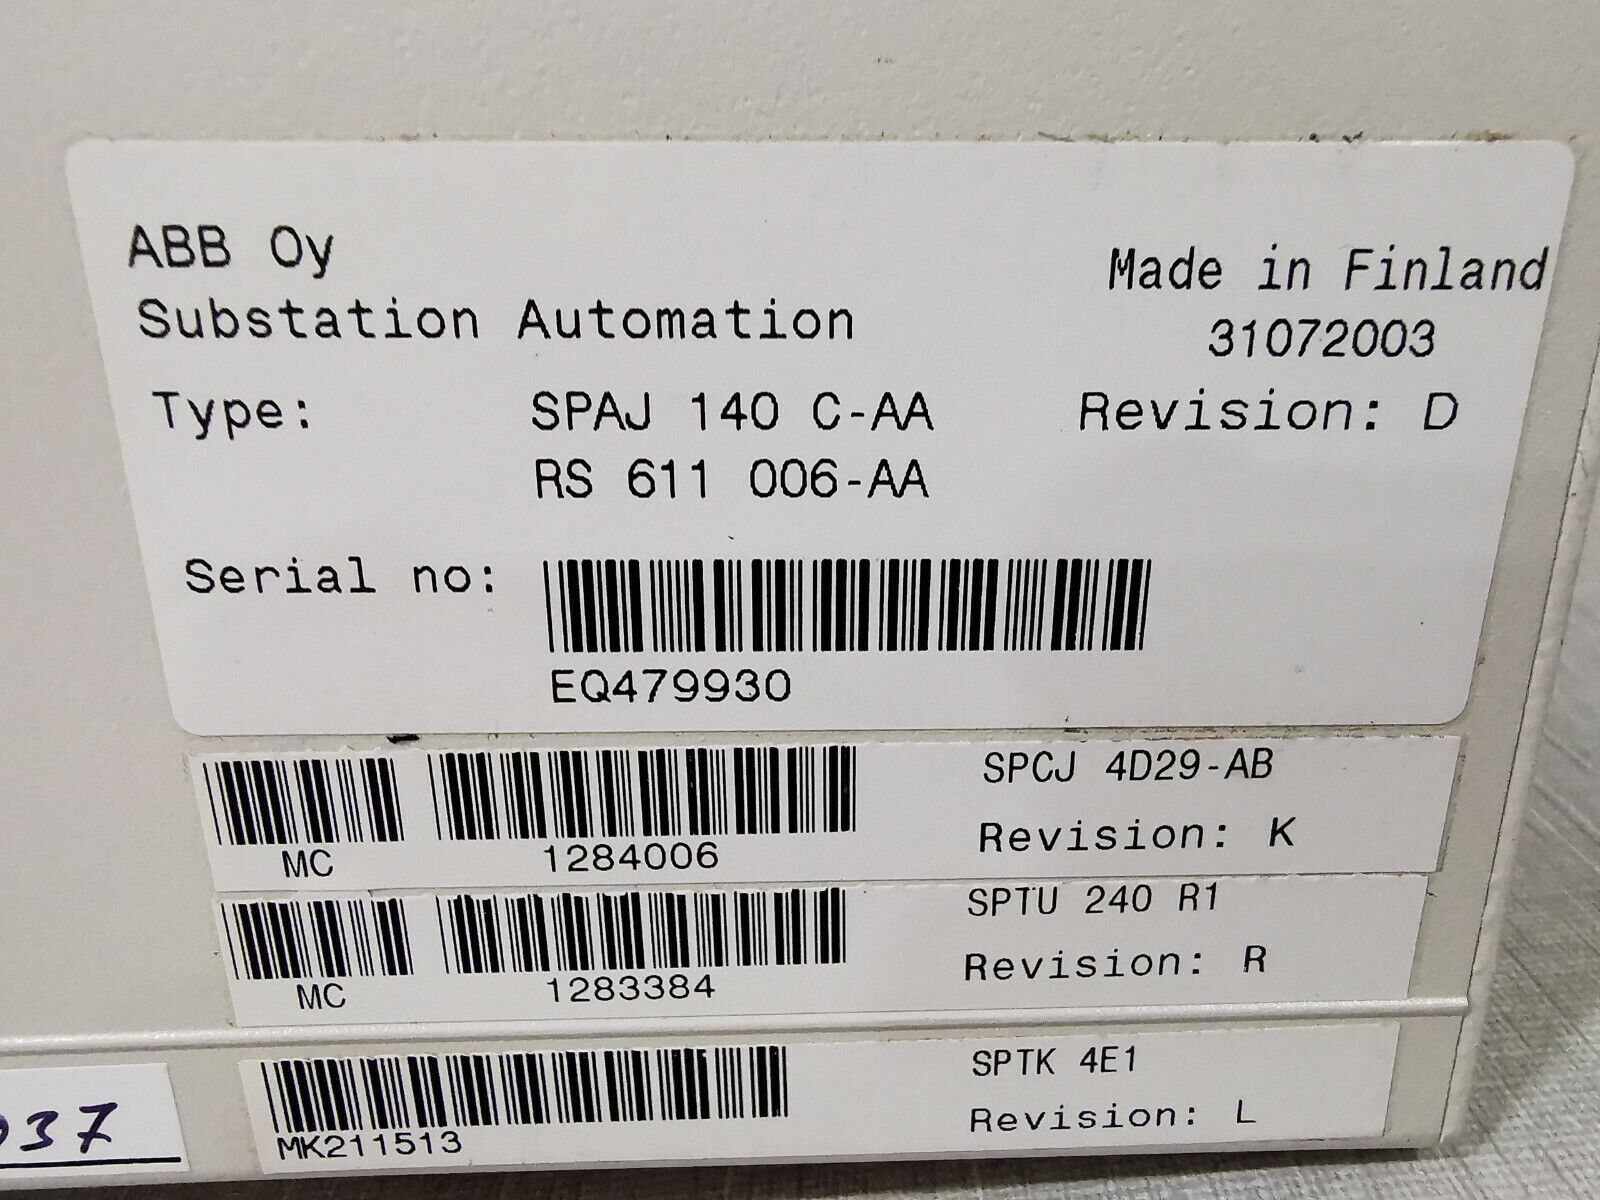 ABB Oy
Made in Finland
Substation Automation
31072003
Type: SPAJ 140 C-AA Revision: D
RS 611 006-AA
Serial no:
EQ479930
SPCJ 4D29-AB
MC 1284006 Revision: K
SPTU 240 R1
MC 1283384 Revision: R
SPTK 4E1
MK211513 Revision: L
37